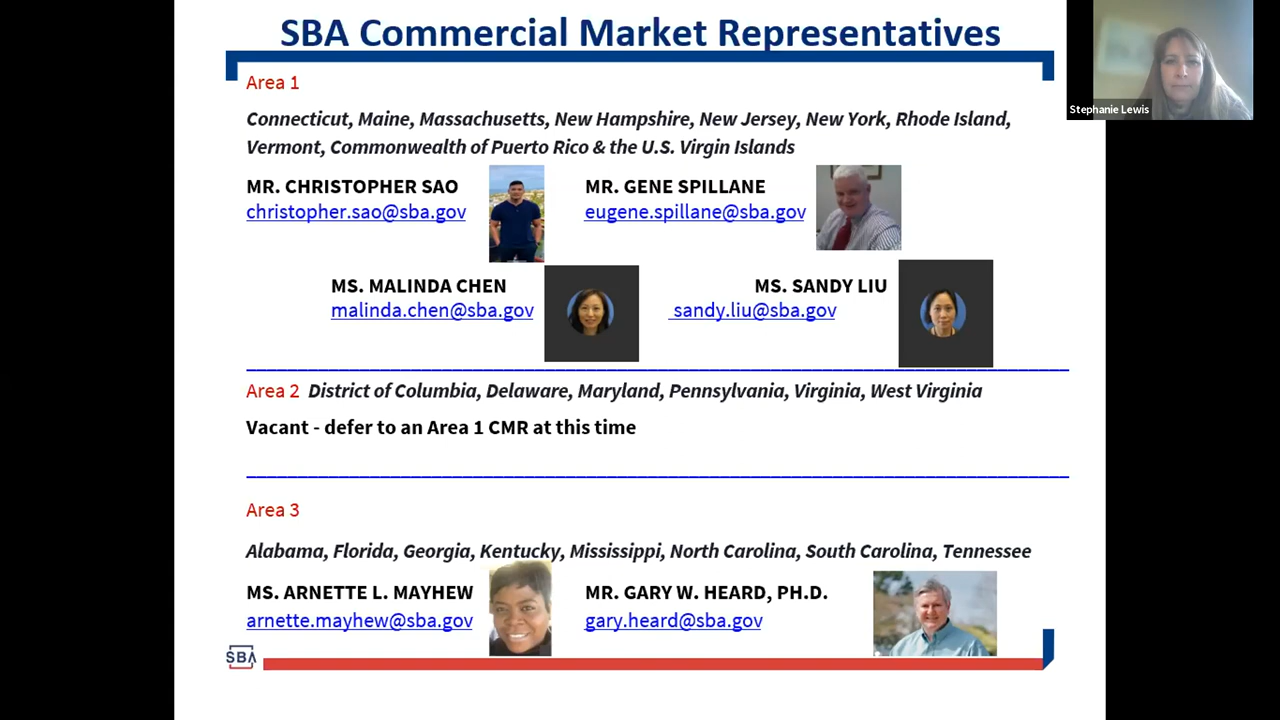 SBA Commercial Market Representatives
Stephanie Lewis
Area 1
Connecticut, Maine, Massachusetts, New Hampshire, New Jersey, New York, Rhode Island,
Vermont, Commonwealth of Puerto Rico & the U.S. Virgin Islands
MR. CHRISTOPHER SAO
christopher.sao@sba.gov
MR. GENE SPILLANE
eugene.spillane@sba.gov
MS. MALINDA CHEN
malinda.chen@sba.gov
MS. SANDY LIU
sandy.liu@sba.gov
Area 2 District of Columbia, Delaware, Maryland, Pennsylvania, Virginia, West Virginia
Vacant - defer to an Area 1 CMR at this time
Area 3
Alabama, Florida, Georgia, Kentucky, Mississippi, North Carolina, South Carolina, Tennessee
MS. ARNETTE L. MAYHEW
arnette.mayhew@sba.gov
MR. GARY W. HEARD, PH.D.
gary.heard@sba.gov
SBA